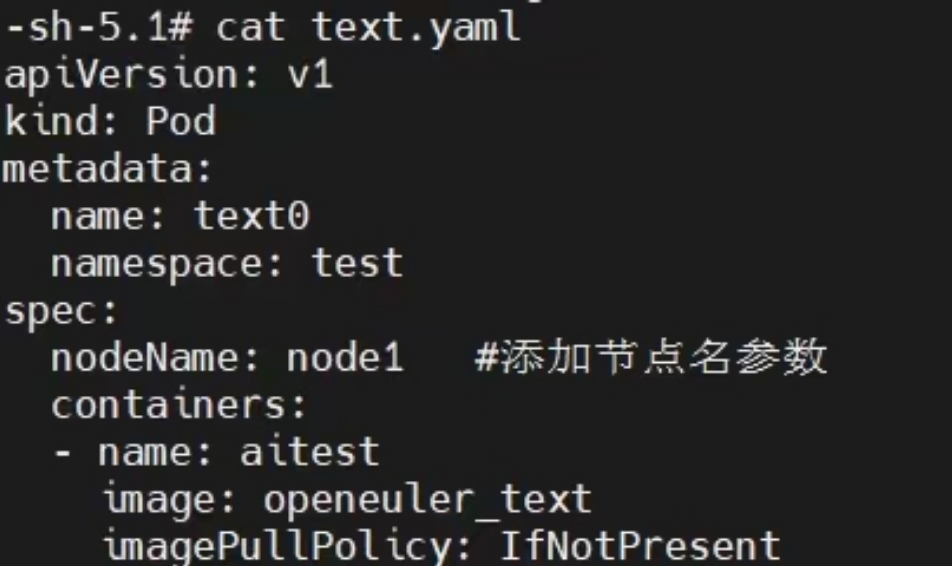 -sh-5.1# cat text.yaml
apiVersion: v1
kind: Pod
metadata:
  name: text0
  namespace: test
spec:
  nodeName: node1   #添加节点名参数
  containers:
  - name: aitest
    image: openeuler_text
    imagePullPolicy: IfNotPresent